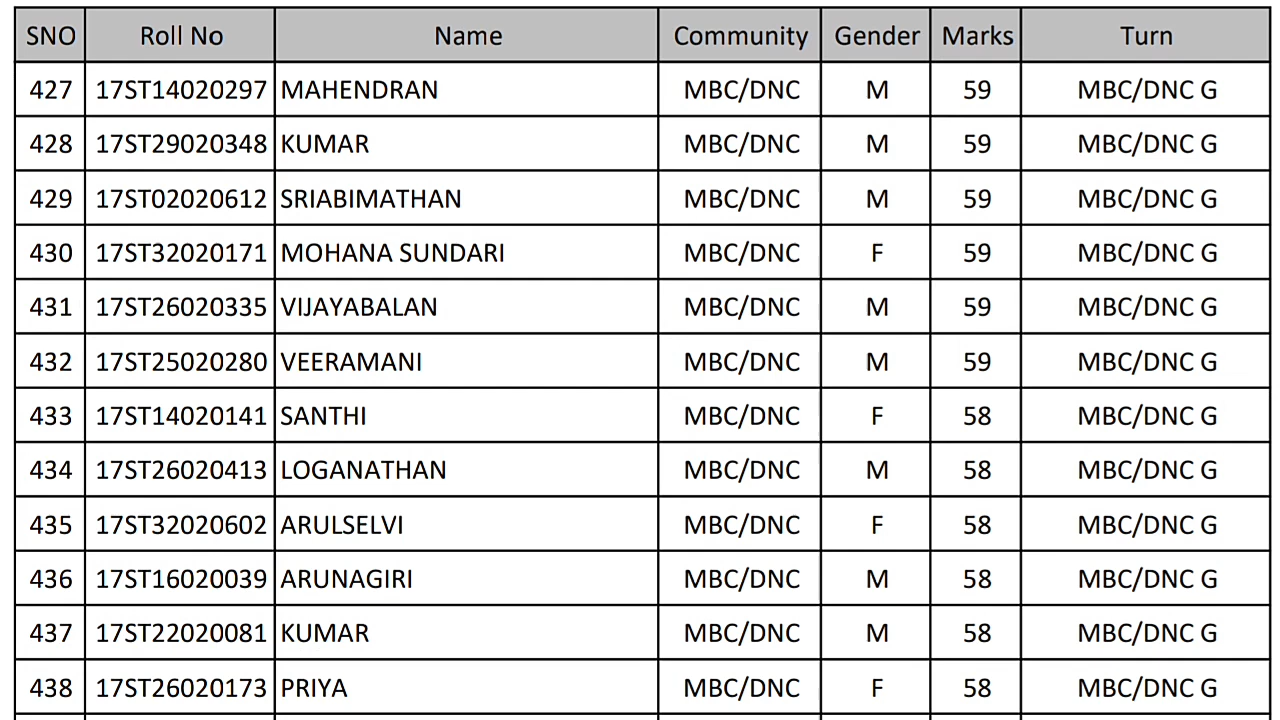 SNO Roll No Name Community Gender Marks Turn
427 17ST14020297 MAHENDRAN MBC/DNC M 59 MBC/DNC G
428 17ST29020348 KUMAR MBC/DNC M 59 MBC/DNC G
429 17ST02020612 SRIABIMATHAN MBC/DNC M 59 MBC/DNC G
430 17ST32020171 MOHANA SUNDARI MBC/DNC F 59 MBC/DNC G
431 17ST26020335 VIJAYABALAN MBC/DNC M 59 MBC/DNC G
432 17ST25020280 VEERAMANI MBC/DNC M 59 MBC/DNC G
433 17ST14020141 SANTHI MBC/DNC F 58 MBC/DNC G
434 17ST26020413 LOGANATHAN MBC/DNC M 58 MBC/DNC G
435 17ST32020602 ARULSELVI MBC/DNC F 58 MBC/DNC G
436 17ST16020039 ARUNAGIRI MBC/DNC M 58 MBC/DNC G
437 17ST22020081 KUMAR MBC/DNC M 58 MBC/DNC G
438 17ST26020173 PRIYA MBC/DNC F 58 MBC/DNC G